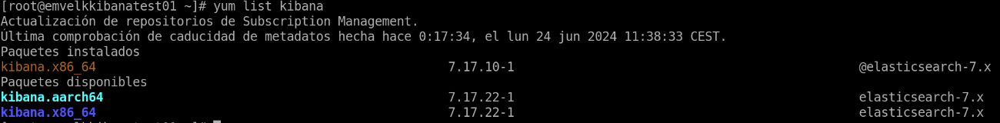 [root@emvelkkibanatest01 ~]# yum list kibana
Actualización de repositorios de Subscription Management.
Última comprobación de caducidad de metadatos hecha hace 0:17:34, el lun 24 jun 2024 11:38:33 CEST.
Paquetes instalados
kibana.x86_64 7.17.10-1 @elasticsearch-7.x
Paquetes disponibles
kibana.aarch64 7.17.22-1 elasticsearch-7.x
kibana.x86_64 7.17.22-1 elasticsearch-7.x